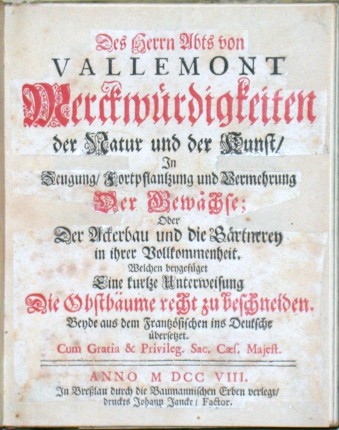 Des Herrn Abts von
VALLEMONT
Merckwürdigkeiten
der Natur und der Kunst/
In
Zeugung/ Fortpflantzung und Vermehrung
Der Gewächse;
Oder
Der Ackerbau und die Gärtnerey
in ihrer Vollkommenheit.
Welchen beygefüget
Eine kurtze Unterweisung
Die Obstbäume recht zu beschneiden.
Beyde aus dem Frantzösischen ins Deutsche
übersetzet.
Cum Gratia & Privileg. Sac. Cæs. Majest.
ANNO M DCC VIII.
In Breßlau durch die Baumannischen Erben verlegt/
druckts Johann Jancke/ Factor.